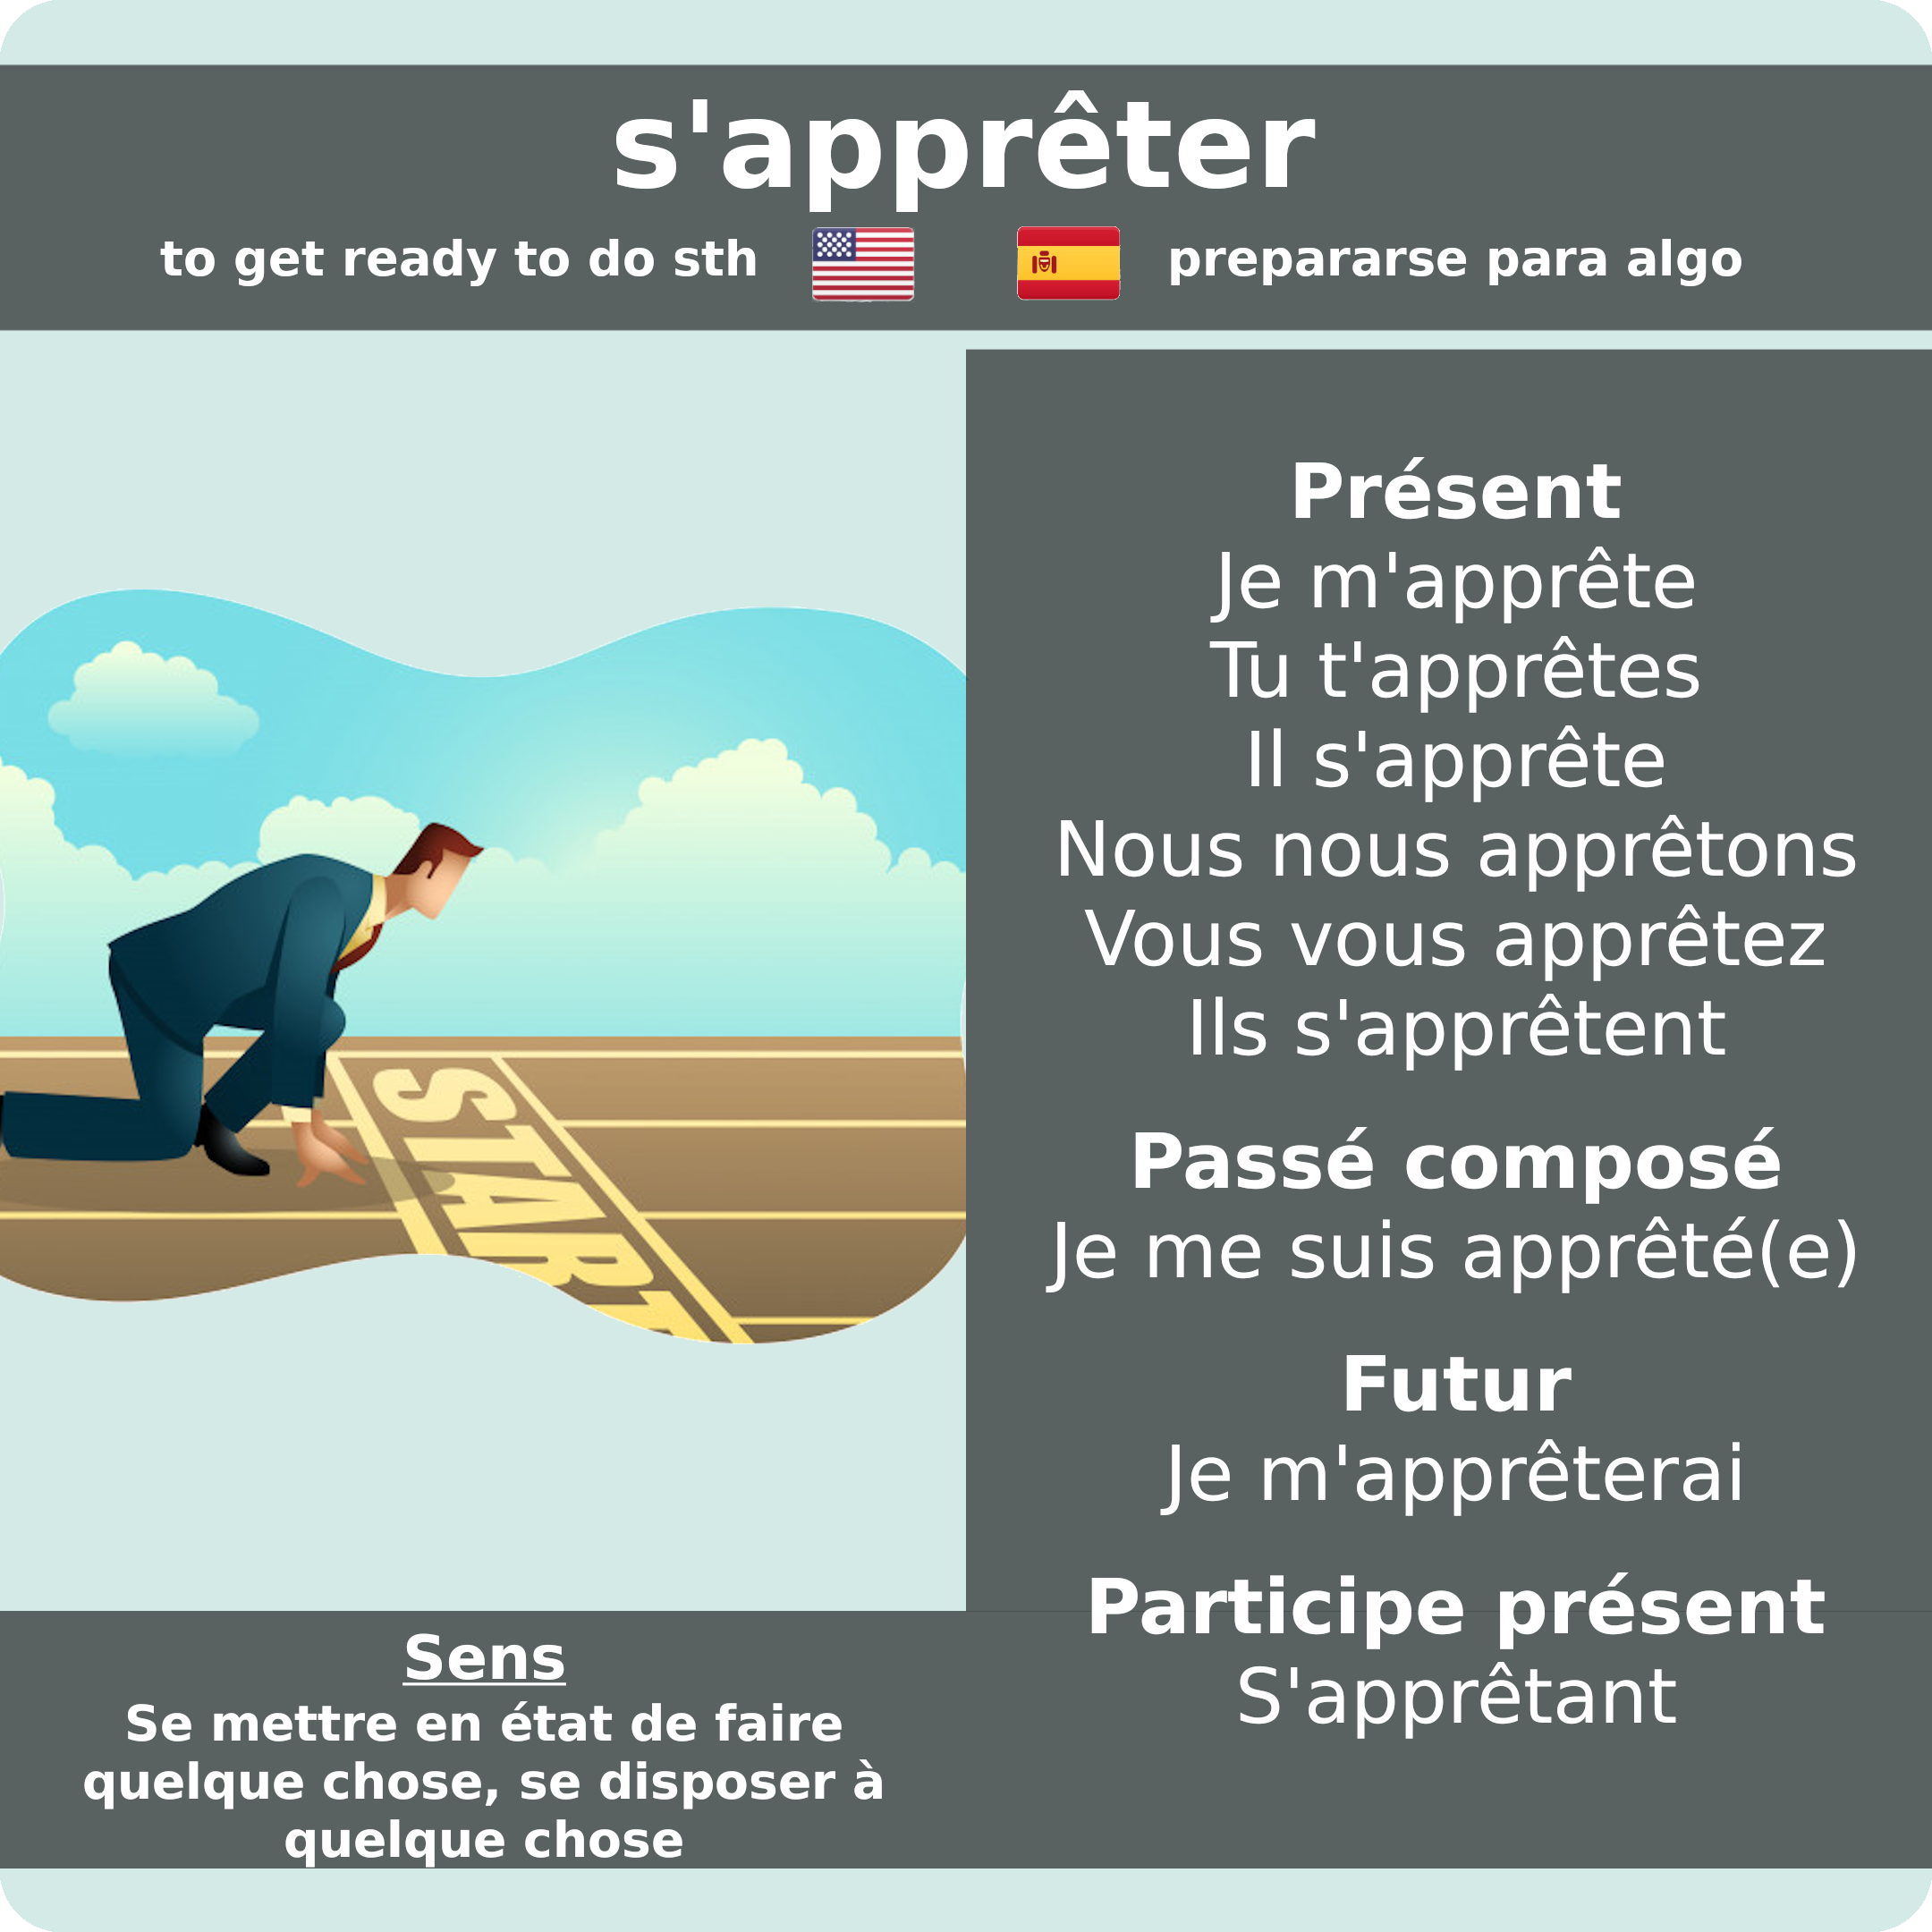 s'apprêter
to get ready to do sth
prepararse para algo
START
Présent
Je m'apprête
Tu t'apprêtes
Il s'apprête
Nous nous apprêtons
Vous vous apprêtez
Ils s'apprêtent
Passé composé
Je me suis apprêté(e)
Futur
Je m'apprêterai
Participe présent
S'apprêtant
Sens
Se mettre en état de faire
quelque chose, se disposer à
quelque chose